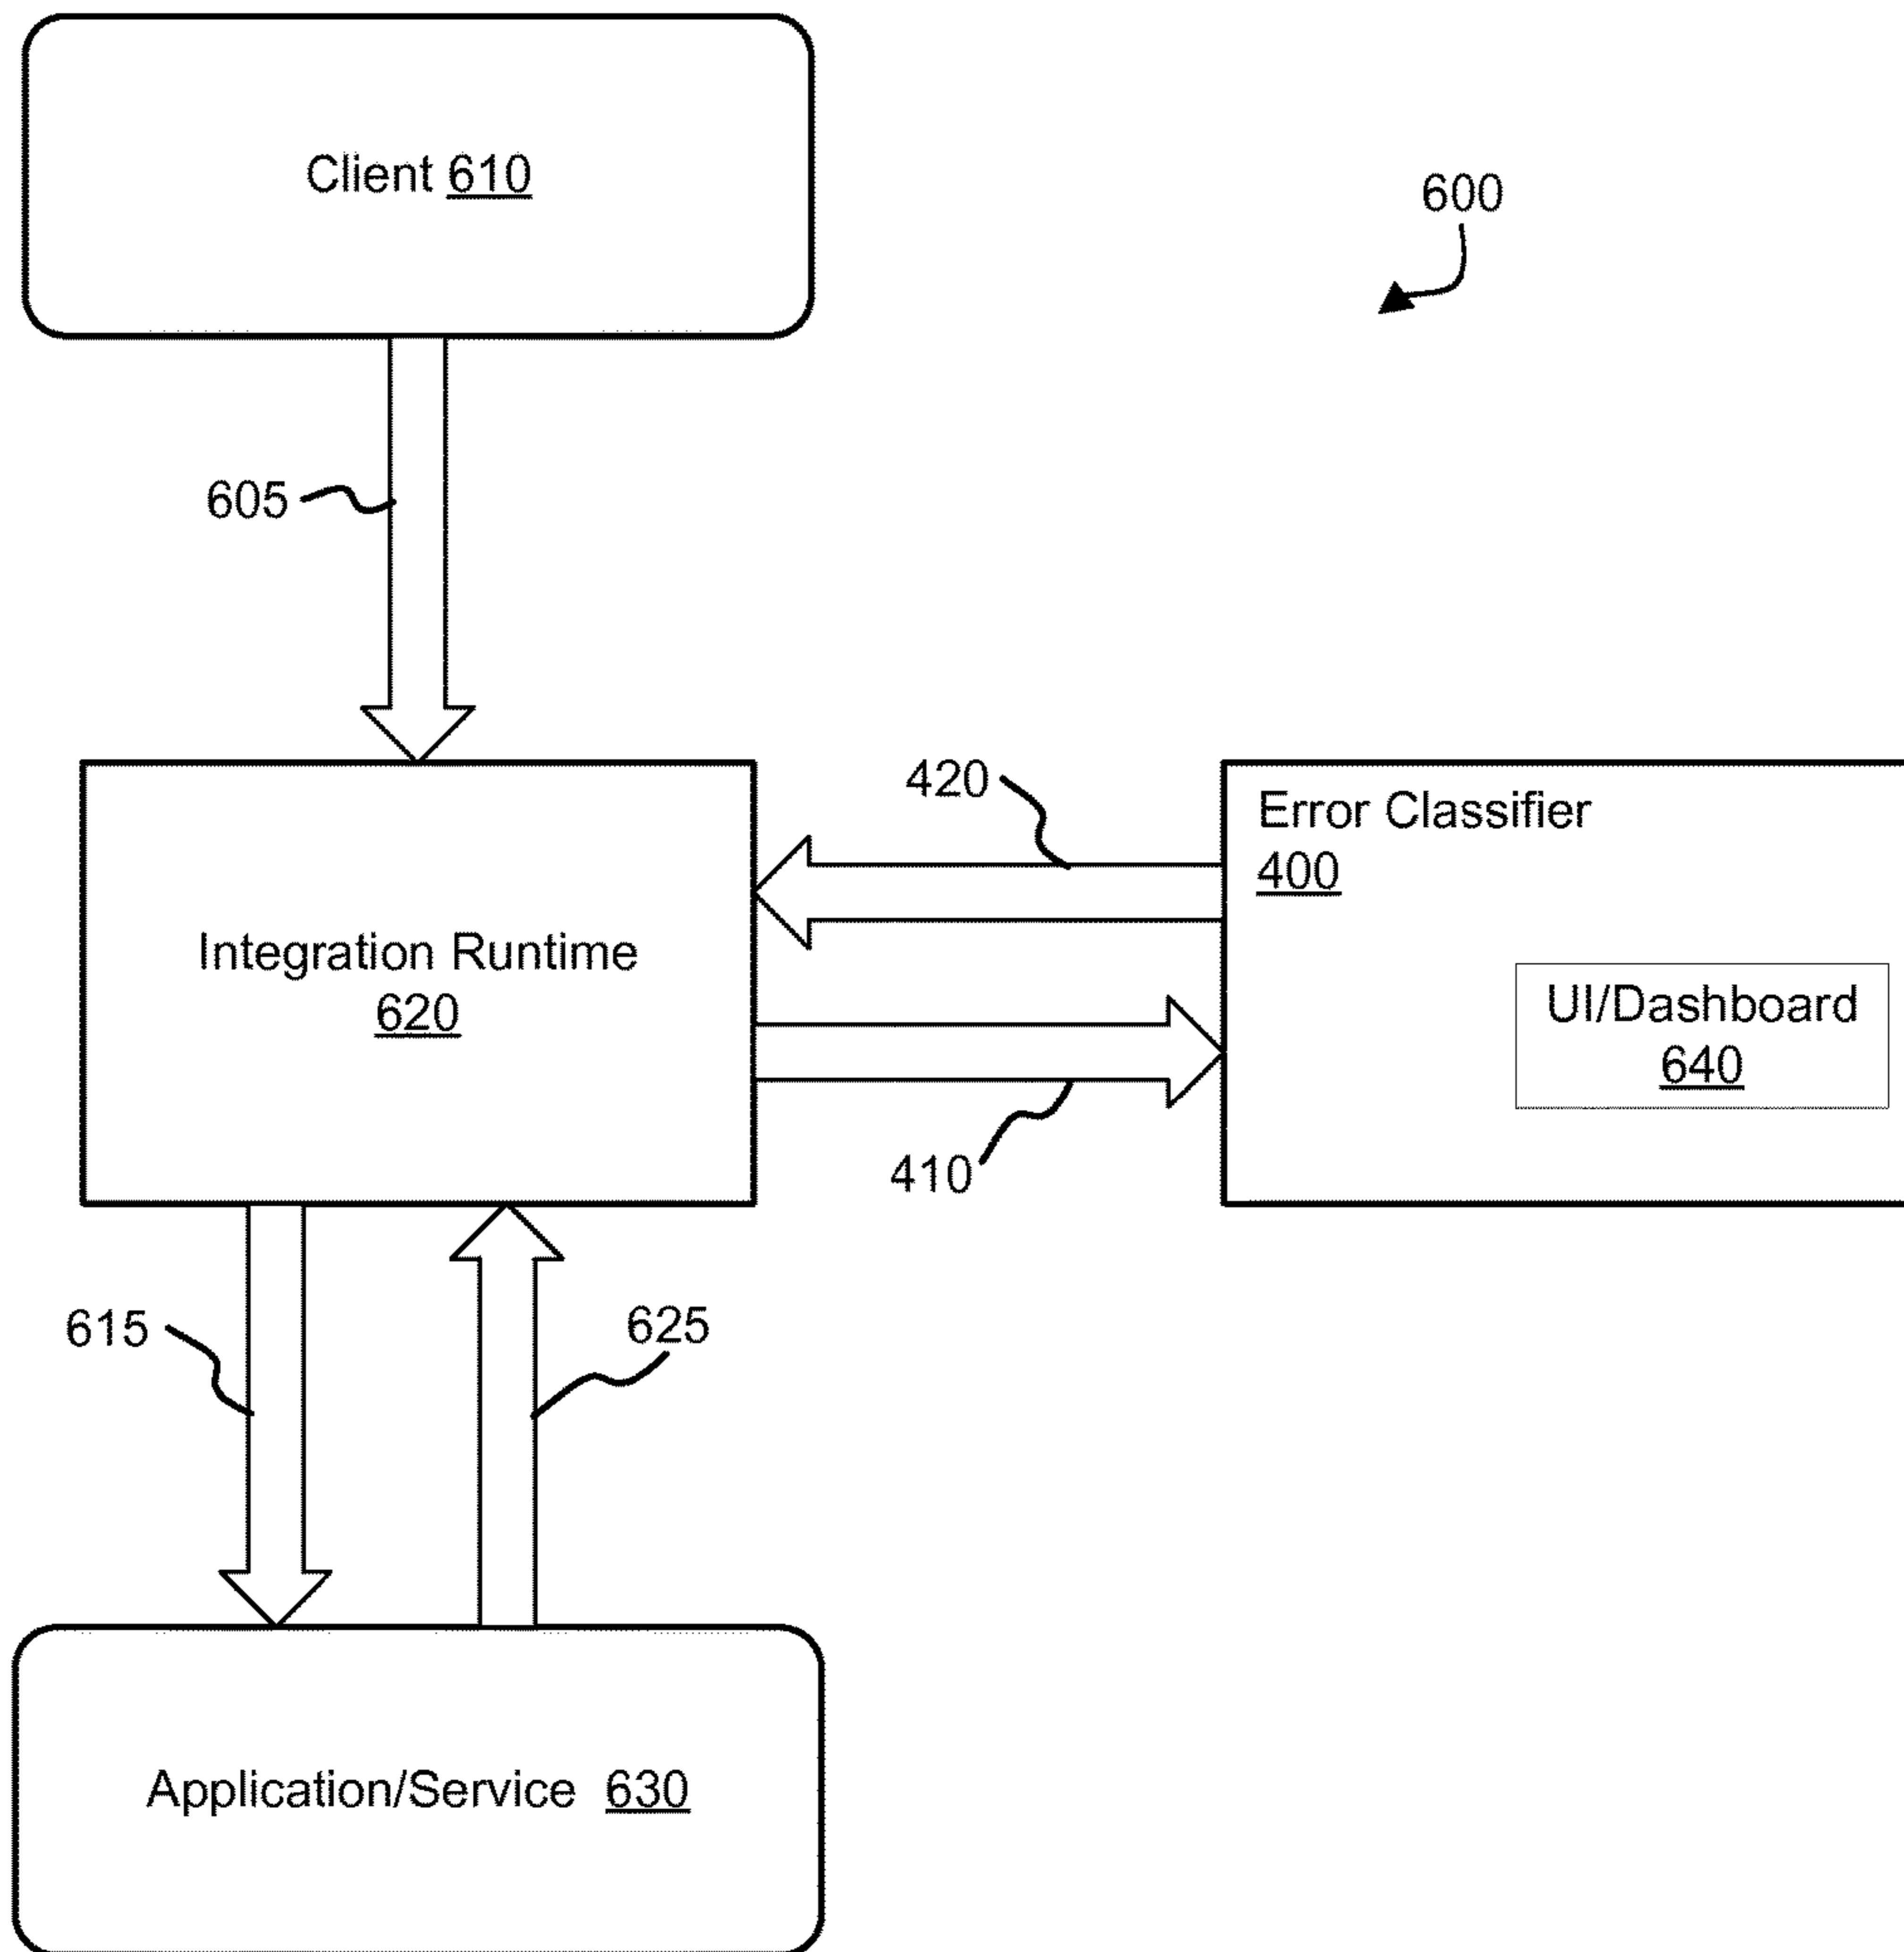 Client 610
600
605
420
Error Classifier
400
Integration Runtime
620
UI/Dashboard
640
410
615
625
Application/Service 630